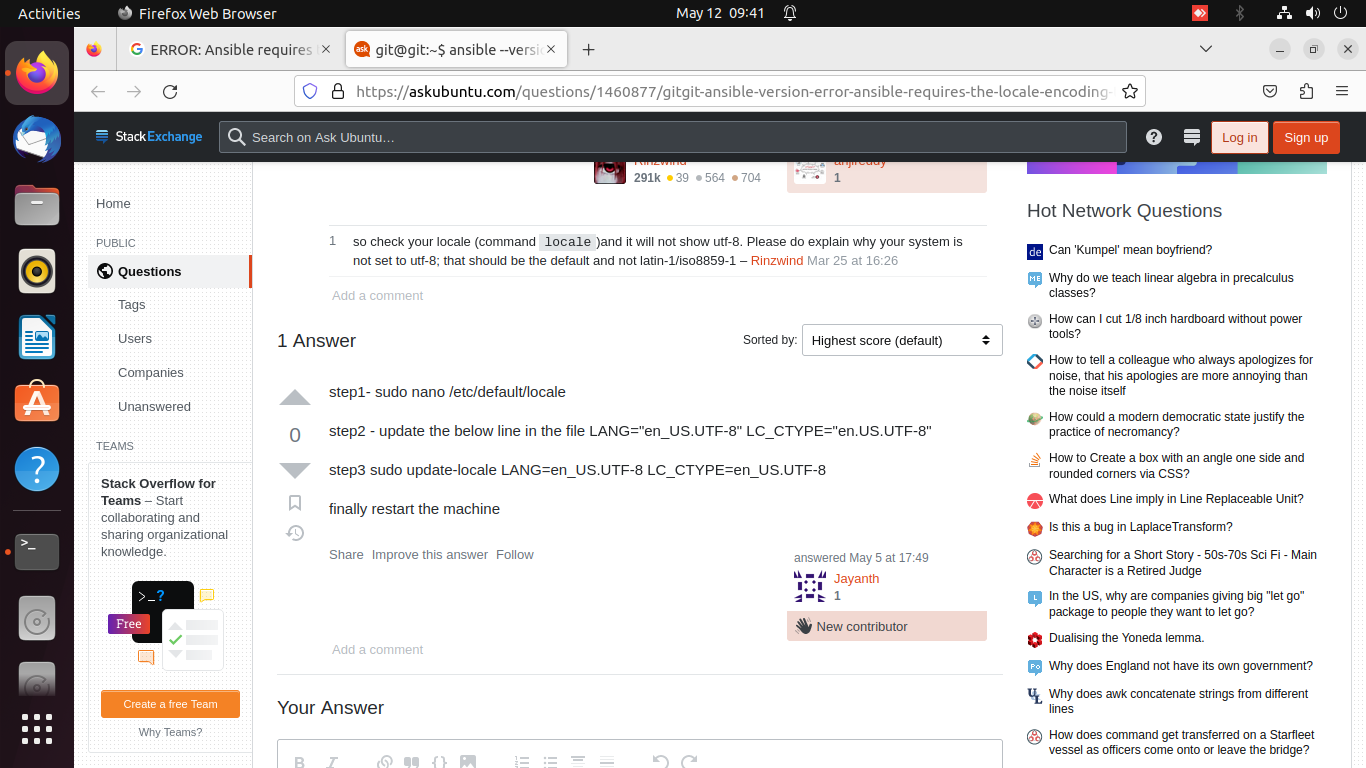 Activities
Firefox Web Browser
May 12 09:41
ERROR: Ansible requires
git@git:~$ ansible --versi
https://askubuntu.com/questions/1460877/gitgit-ansible-version-error-ansible-requires-the-locale-encoding-
StackExchange
Search on Ask Ubuntu…
Log in
Sign up
Home
PUBLIC
Questions
Tags
Users
Companies
Unanswered
TEAMS
Stack Overflow for
Teams – Start
collaborating and
sharing organizational
knowledge.
>_?
Free
Create a free Team
Why Teams?
Rinzwind
291k 39 564 704
anjireddy
1
1 so check your locale (command locale )and it will not show utf-8. Please do explain why your system is
not set to utf-8; that should be the default and not latin-1/iso8859-1 – Rinzwind Mar 25 at 16:26
Add a comment
1 Answer
Sorted by:
Highest score (default)
0
step1- sudo nano /etc/default/locale
step2 - update the below line in the file LANG="en_US.UTF-8" LC_CTYPE="en.US.UTF-8"
step3 sudo update-locale LANG=en_US.UTF-8 LC_CTYPE=en_US.UTF-8
finally restart the machine
Share Improve this answer Follow
answered May 5 at 17:49
Jayanth
1
New contributor
Add a comment
Your Answer
B I {}
Hot Network Questions
Can 'Kumpel' mean boyfriend?
Why do we teach linear algebra in precalculus
classes?
How can I cut 1/8 inch hardboard without power
tools?
How to tell a colleague who always apologizes for
noise, that his apologies are more annoying than
the noise itself
How could a modern democratic state justify the
practice of necromancy?
How to Create a box with an angle one side and
rounded corners via CSS?
What does Line imply in Line Replaceable Unit?
Is this a bug in LaplaceTransform?
Searching for a Short Story - 50s-70s Sci Fi - Main
Character is a Retired Judge
In the US, why are companies giving big "let go"
package to people they want to let go?
Dualising the Yoneda lemma.
Why does England not have its own government?
Why does awk concatenate strings from different
lines
How does command get transferred on a Starfleet
vessel as officers come onto or leave the bridge?